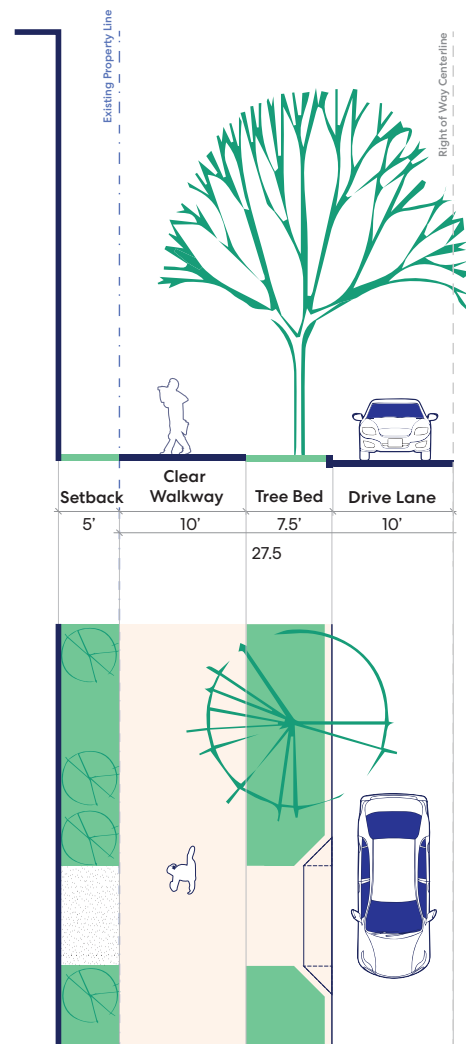 Existing Property Line
Right of Way Centerline
Setback
Clear
Walkway
Tree Bed
Drive Lane
5’
10’
7.5’
10’
27.5